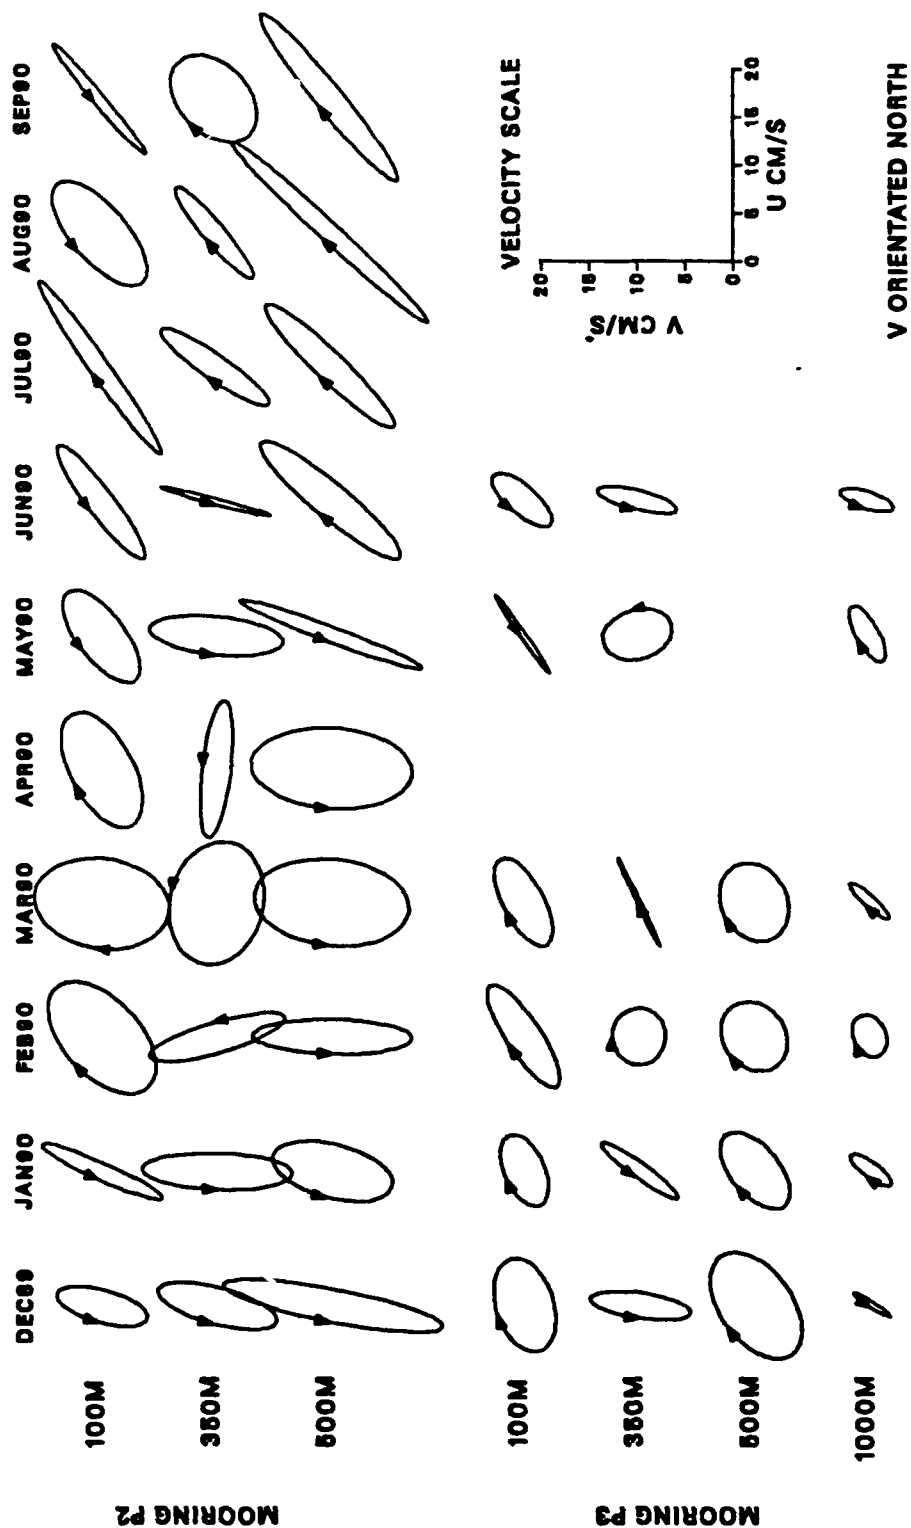 DEC89 JAN90 FEB90 MAR90 APR90 MAY90 JUN90 JUL90 AUG90 SEP90
MOORING P2
100M
350M
500M
MOORING P3
100M
350M
500M
1000M
VELOCITY SCALE
V CM/S
20
15
10
5
0
0 5 10 15 20
U CM/S
V ORIENTATED NORTH